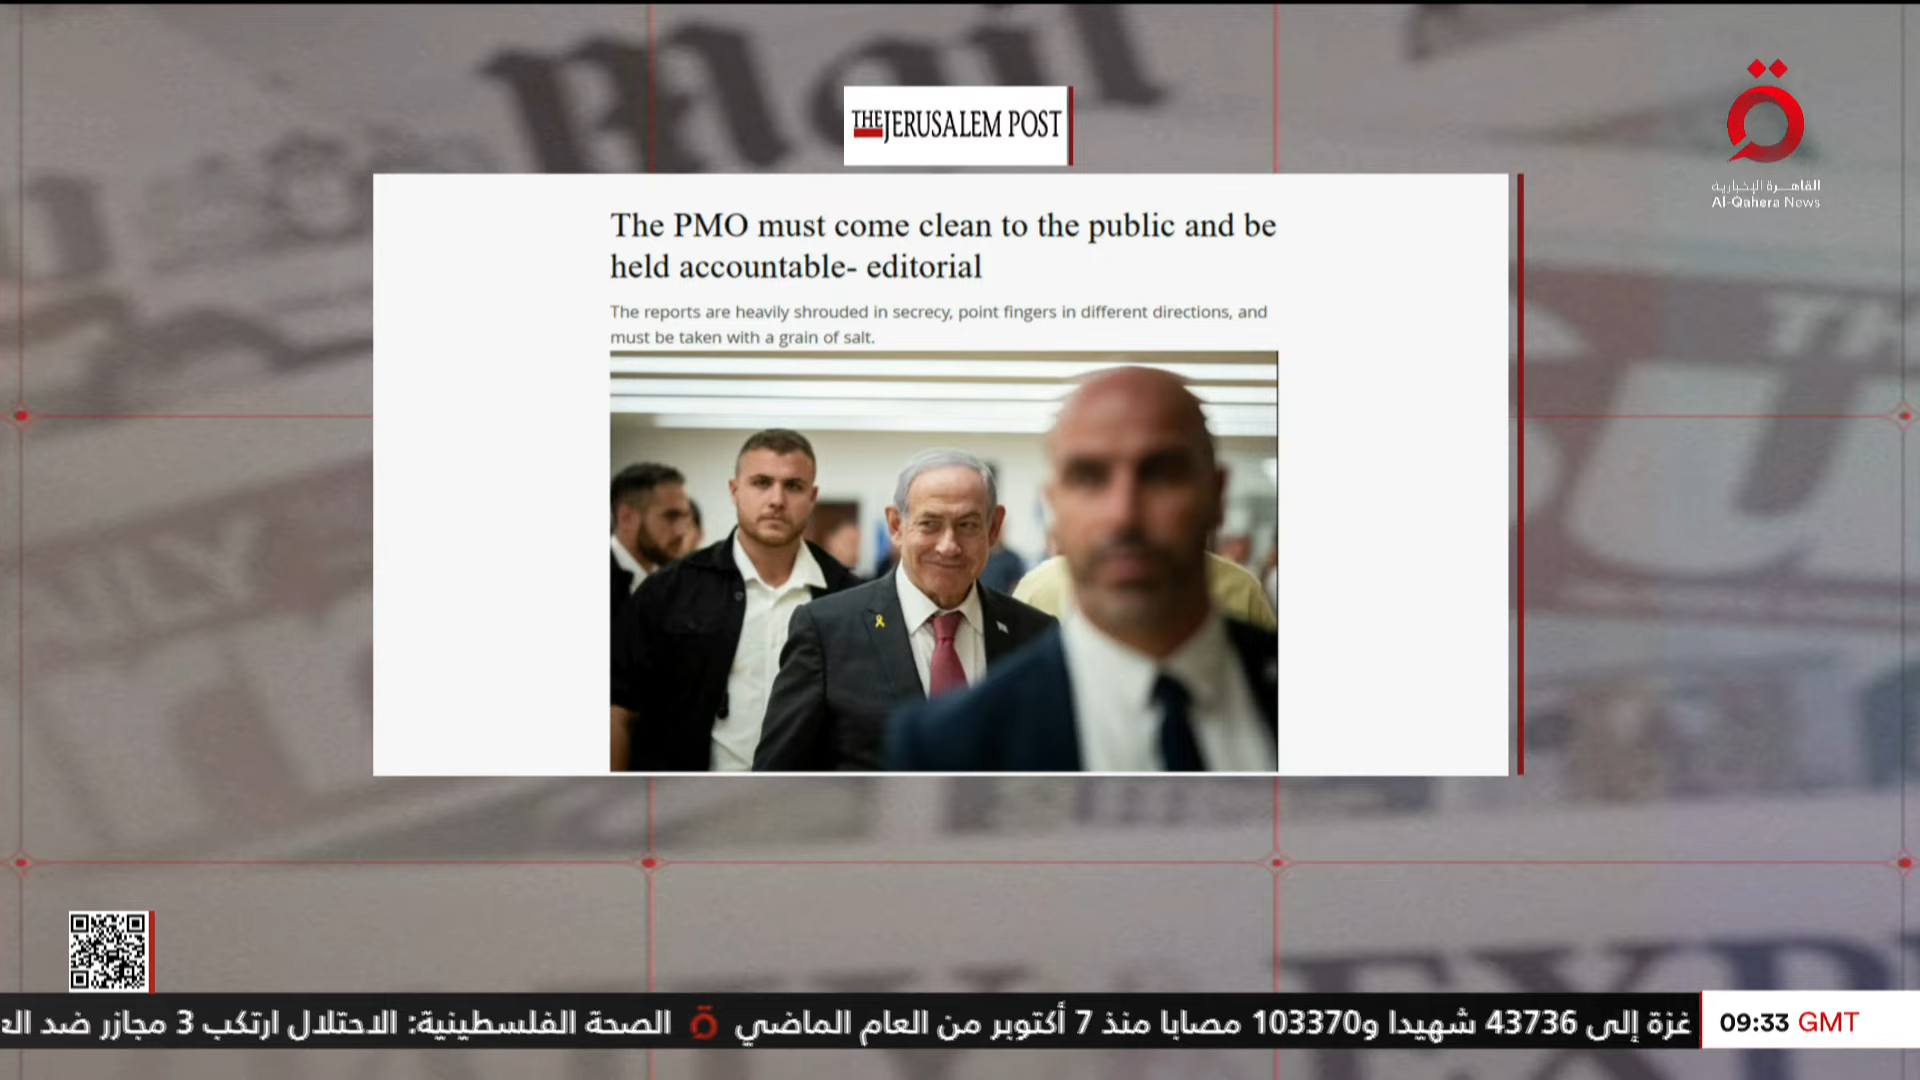 Mail
THE JERUSALEM POST
القاهرة الإخبارية
Al-Qahera News
The PMO must come clean to the public and be
held accountable- editorial
The reports are heavily shrouded in secrecy, point fingers in different directions, and
must be taken with a grain of salt.
غزة إلى 43736 شهيدا و103370 مصابا منذ 7 أكتوبر من العام الماضي
الصحة الفلسطينية: الاحتلال ارتكب 3 مجازر ضد
09:33 GMT